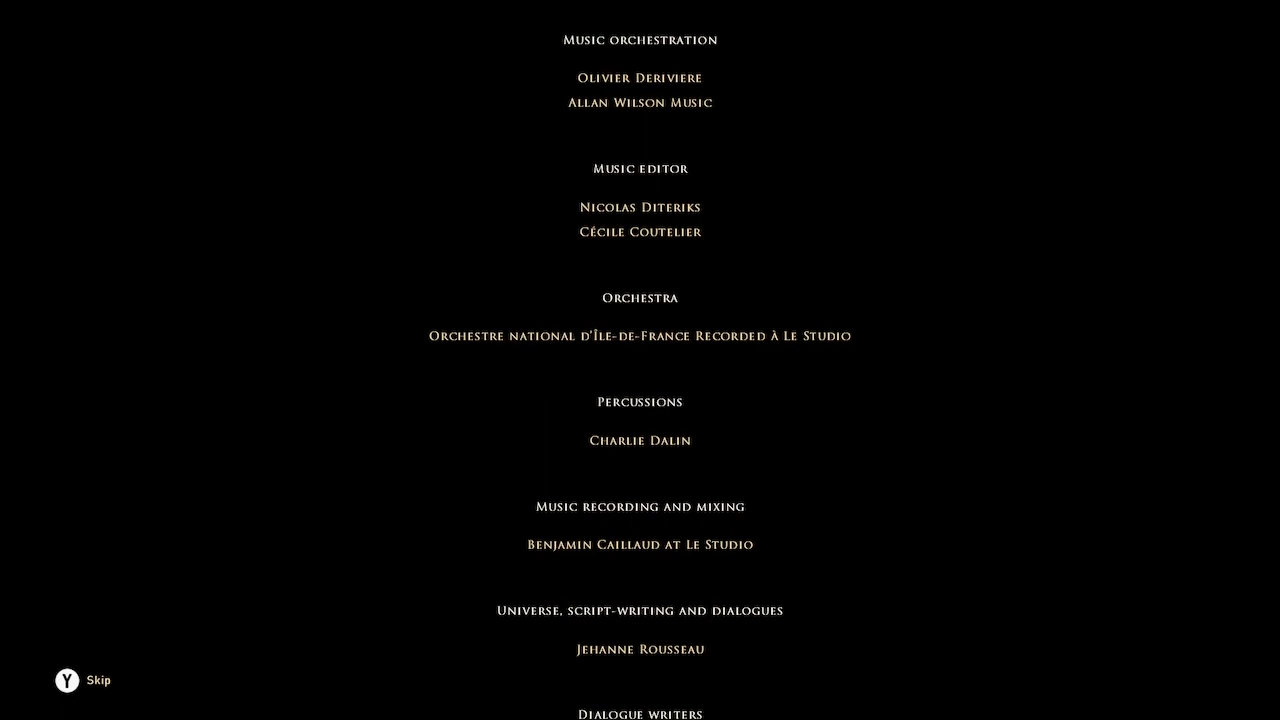 Music orchestration
Olivier Deriviere
Allan Wilson Music
Music editor
Nicolas Diteriks
Cécile Coutelier
Orchestra
Orchestre national d'Île-de-France Recorded à Le Studio
Percussions
Charlie Dalin
Music recording and mixing
Benjamin Caillaud at Le Studio
Universe, script-writing and dialogues
Jehanne Rousseau
Y Skip
Dialogue writers